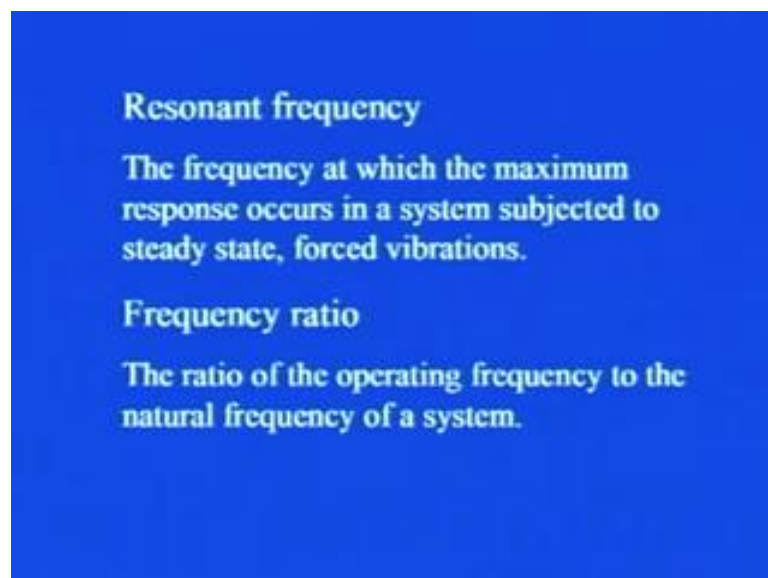 Resonant frequency
The frequency at which the maximum
response occurs in a system subjected to
steady state, forced vibrations.
Frequency ratio
The ratio of the operating frequency to the
natural frequency of a system.